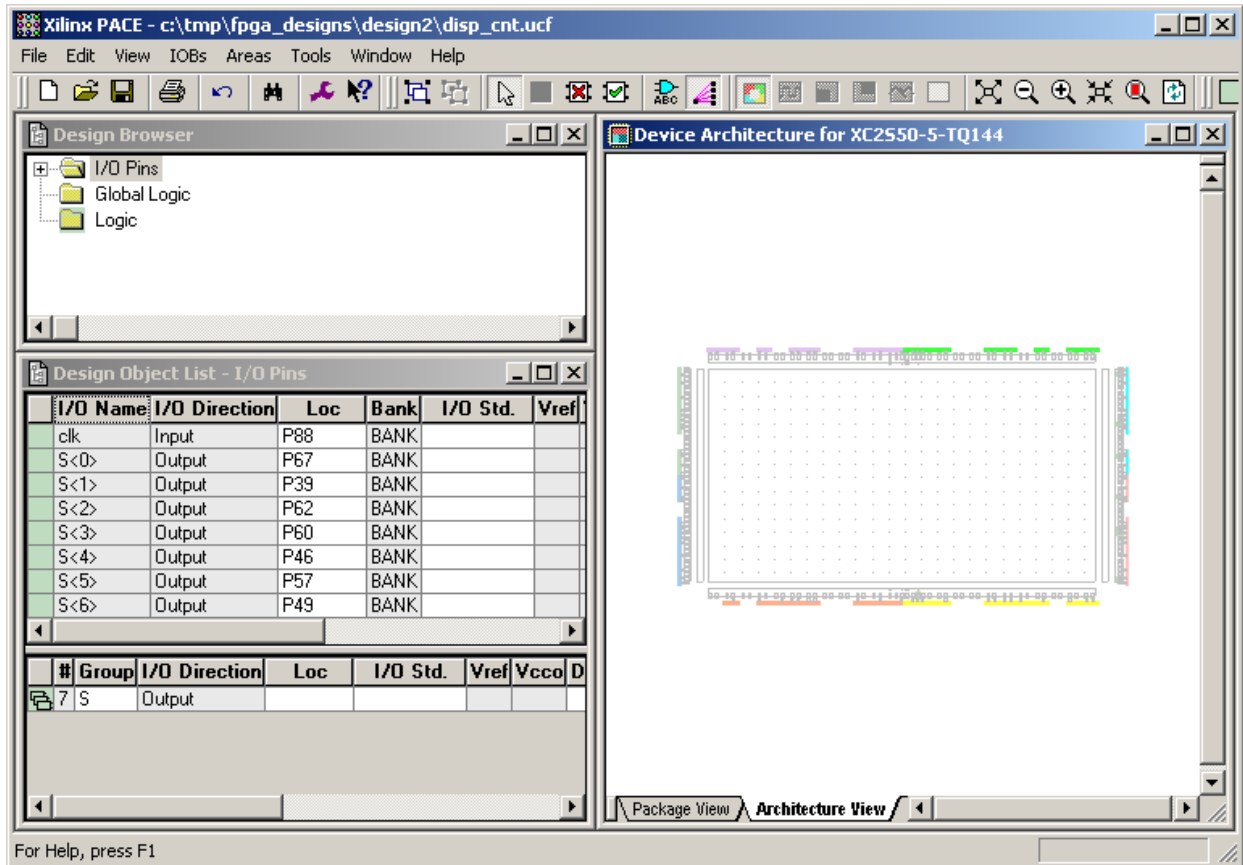 Xilinx PACE - c:\tmp\fpga_designs\design2\disp_cnt.ucf
File Edit View IOBs Areas Tools Window Help
ABC
Design Browser
I/O Pins
Global Logic
Logic
Design Object List - I/O Pins
I/O Name I/O Direction Loc Bank I/O Std. Vref
clk Input P88 BANK
S<0> Output P67 BANK
S<1> Output P39 BANK
S<2> Output P62 BANK
S<3> Output P60 BANK
S<4> Output P46 BANK
S<5> Output P57 BANK
S<6> Output P49 BANK
# Group I/O Direction Loc I/O Std. Vref Vcco D
7 S Output
Device Architecture for XC2S50-5-TQ144
Package View Architecture View
For Help, press F1